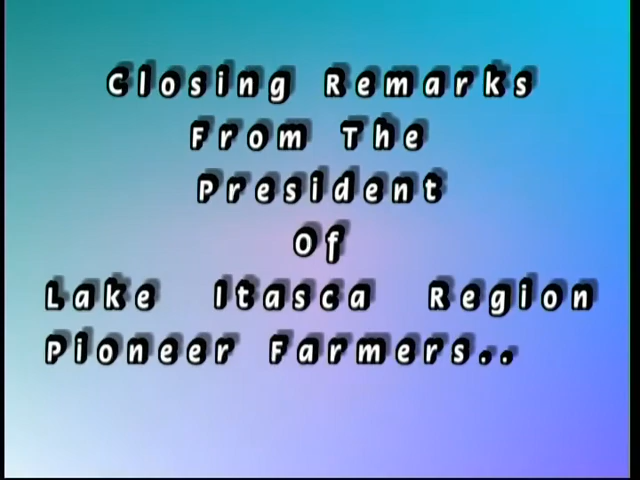 Closing Remarks
From The
President
Of
Lake Itasca Region
Pioneer Farmers..